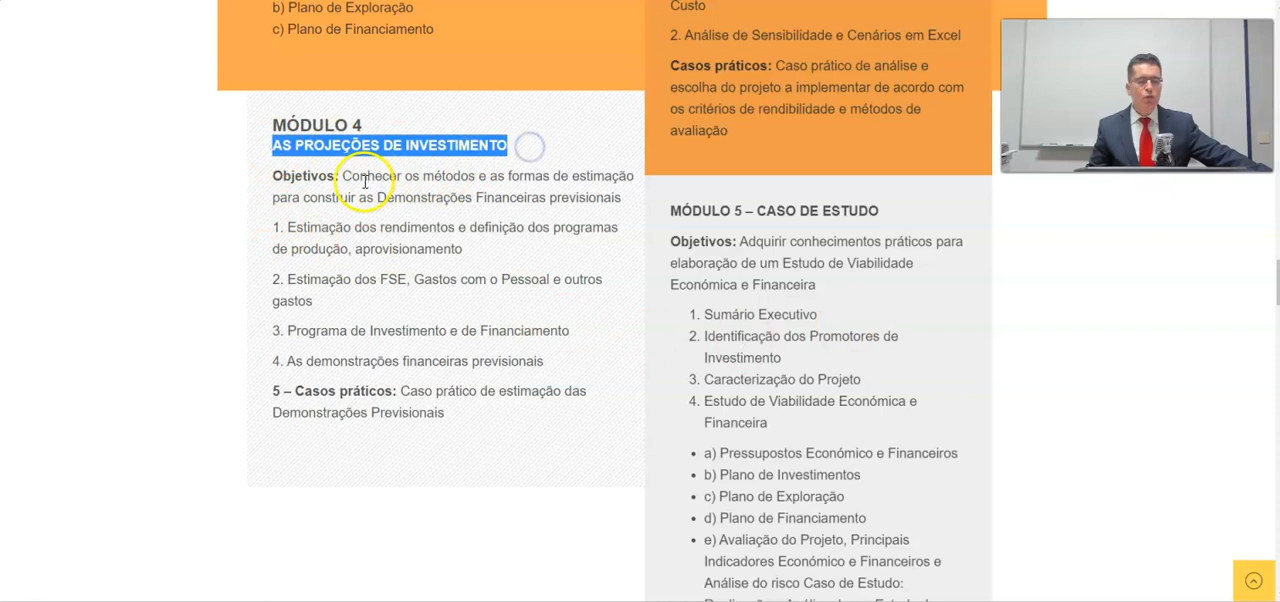 b) Plano de Exploração
c) Plano de Financiamento
MÓDULO 4
AS PROJEÇÕES DE INVESTIMENTO
Objetivos: Conhecer os métodos e as formas de estimação
para construir as Demonstrações Financeiras previsionais
1. Estimação dos rendimentos e definição dos programas
de produção, aprovisionamento
2. Estimação dos FSE, Gastos com o Pessoal e outros
gastos
3. Programa de Investimento e de Financiamento
4. As demonstrações financeiras previsionais
5 – Casos práticos: Caso prático de estimação das
Demonstrações Previsionais
Custo
2. Análise de Sensibilidade e Cenários em Excel
Casos práticos: Caso prático de análise e
escolha do projeto a implementar de acordo com
os critérios de rendibilidade e métodos de
avaliação
MÓDULO 5 – CASO DE ESTUDO
Objetivos: Adquirir conhecimentos práticos para
elaboração de um Estudo de Viabilidade
Económica e Financeira
1. Sumário Executivo
2. Identificação dos Promotores de
Investimento
3. Caracterização do Projeto
4. Estudo de Viabilidade Económica e
Financeira
• a) Pressupostos Económico e Financeiros
• b) Plano de Investimentos
• c) Plano de Exploração
• d) Plano de Financiamento
• e) Avaliação do Projeto, Principais
Indicadores Económico e Financeiros e
Análise do risco Caso de Estudo: